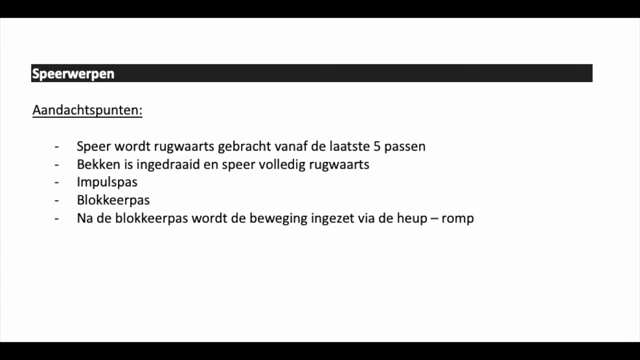 Speerwerpen
Aandachtspunten:
- Speer wordt rugwaarts gebracht vanaf de laatste 5 passen
- Bekken is ingedraaid en speer volledig rugwaarts
- Impulspas
- Blokkeerpas
- Na de blokkeerpas wordt de beweging ingezet via de heup – romp